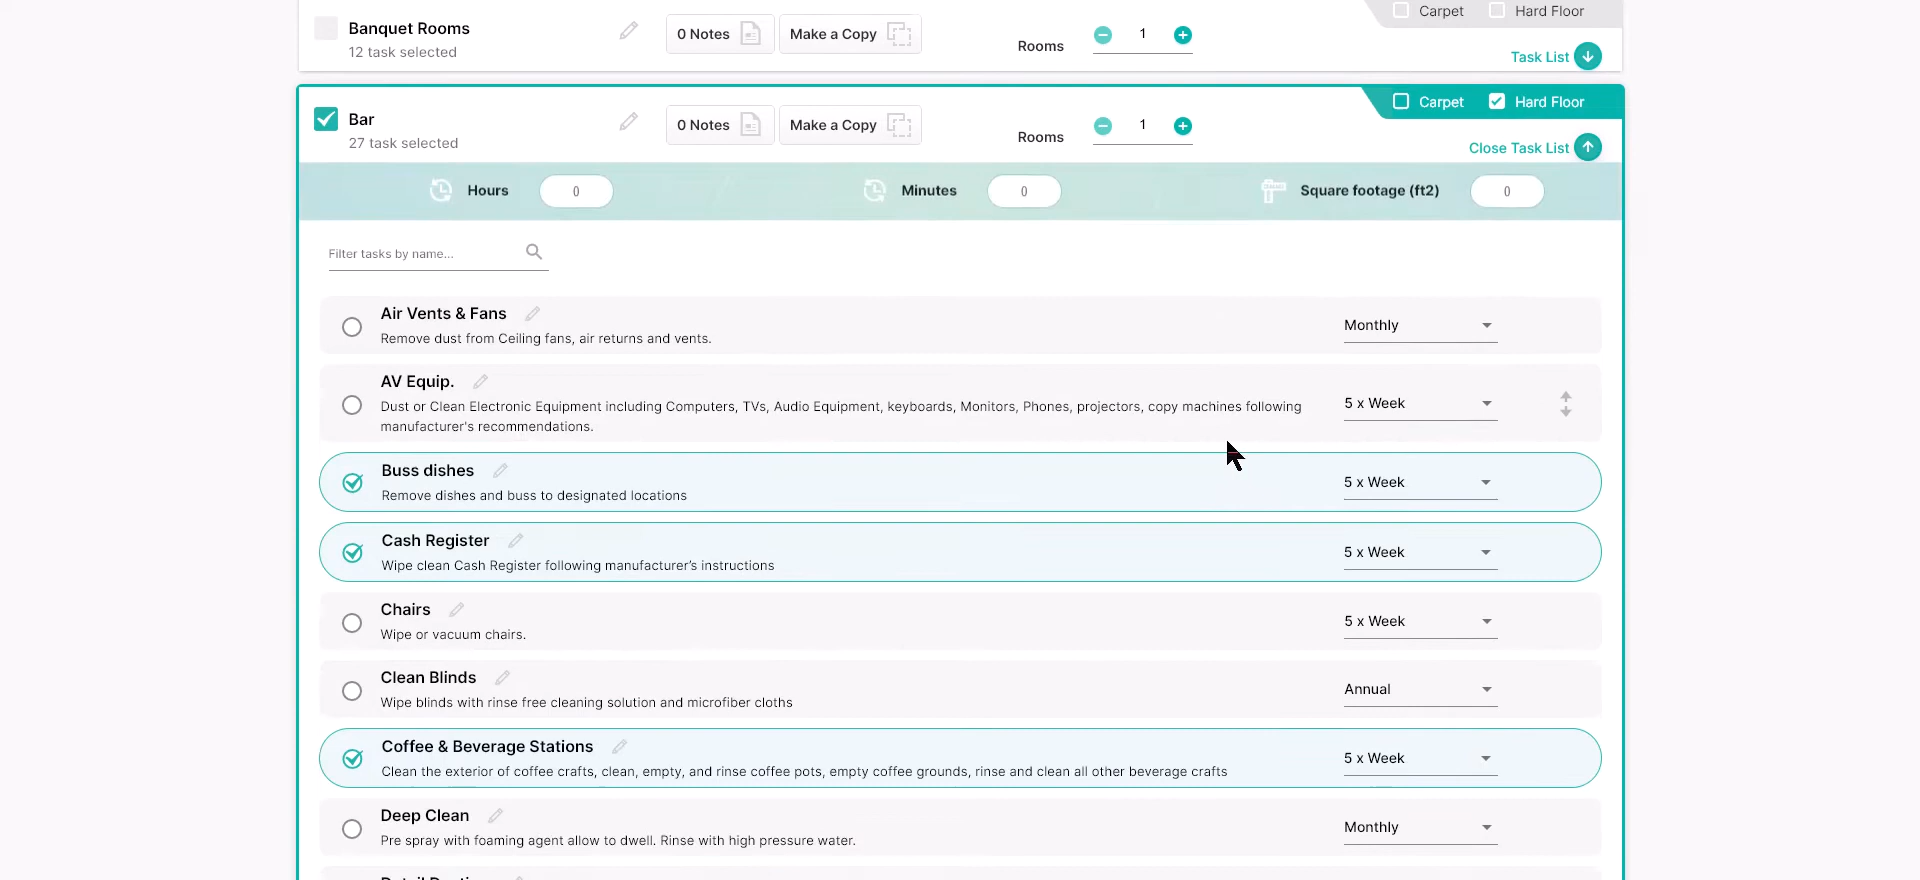 Banquet Rooms
12 task selected
0 Notes
Make a Copy
Rooms
1
Carpet
Hard Floor
Task List
Bar
27 task selected
0 Notes
Make a Copy
Rooms
1
Carpet
Hard Floor
Close Task List
Hours
0
Minutes
0
Square footage (ft2)
0
Filter tasks by name...
Air Vents & Fans
Remove dust from Ceiling fans, air returns and vents.
Monthly
AV Equip.
Dust or Clean Electronic Equipment including Computers, TVs, Audio Equipment, keyboards, Monitors, Phones, projectors, copy machines following
manufacturer's recommendations.
5 x Week
Buss dishes
Remove dishes and buss to designated locations
5 x Week
Cash Register
Wipe clean Cash Register following manufacturer’s instructions
5 x Week
Chairs
Wipe or vacuum chairs.
5 x Week
Clean Blinds
Wipe blinds with rinse free cleaning solution and microfiber cloths
Annual
Coffee & Beverage Stations
Clean the exterior of coffee crafts, clean, empty, and rinse coffee pots, empty coffee grounds, rinse and clean all other beverage crafts
5 x Week
Deep Clean
Pre spray with foaming agent allow to dwell. Rinse with high pressure water.
Monthly